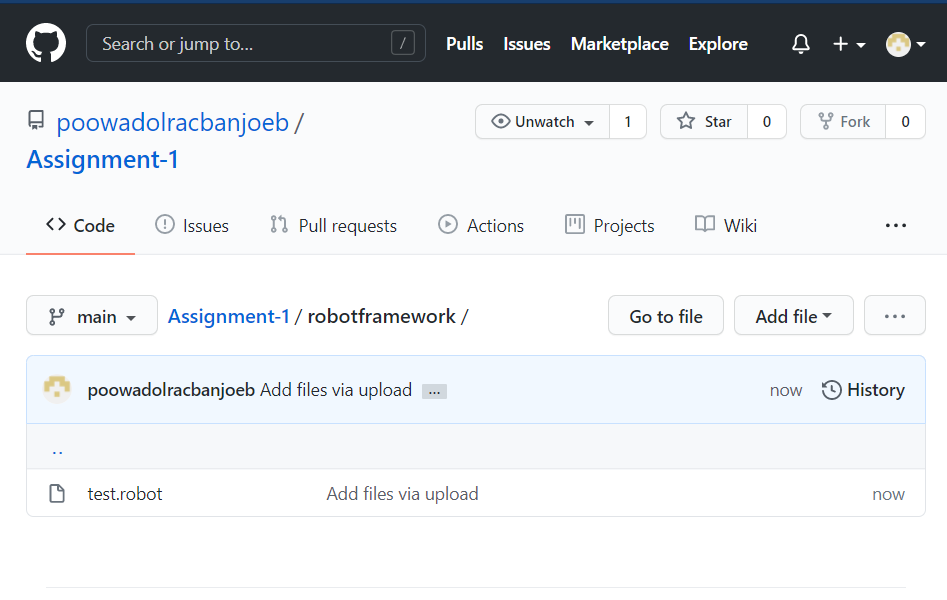 Search or jump to... / Pulls Issues Marketplace Explore
poowadolracbanjoeb / Unwatch 1 Star 0 Fork 0
Assignment-1
Code Issues Pull requests Actions Projects Wiki ...
main Assignment-1 / robotframework / Go to file Add file ...
poowadolracbanjoeb Add files via upload ... now History
..
test.robot Add files via upload now